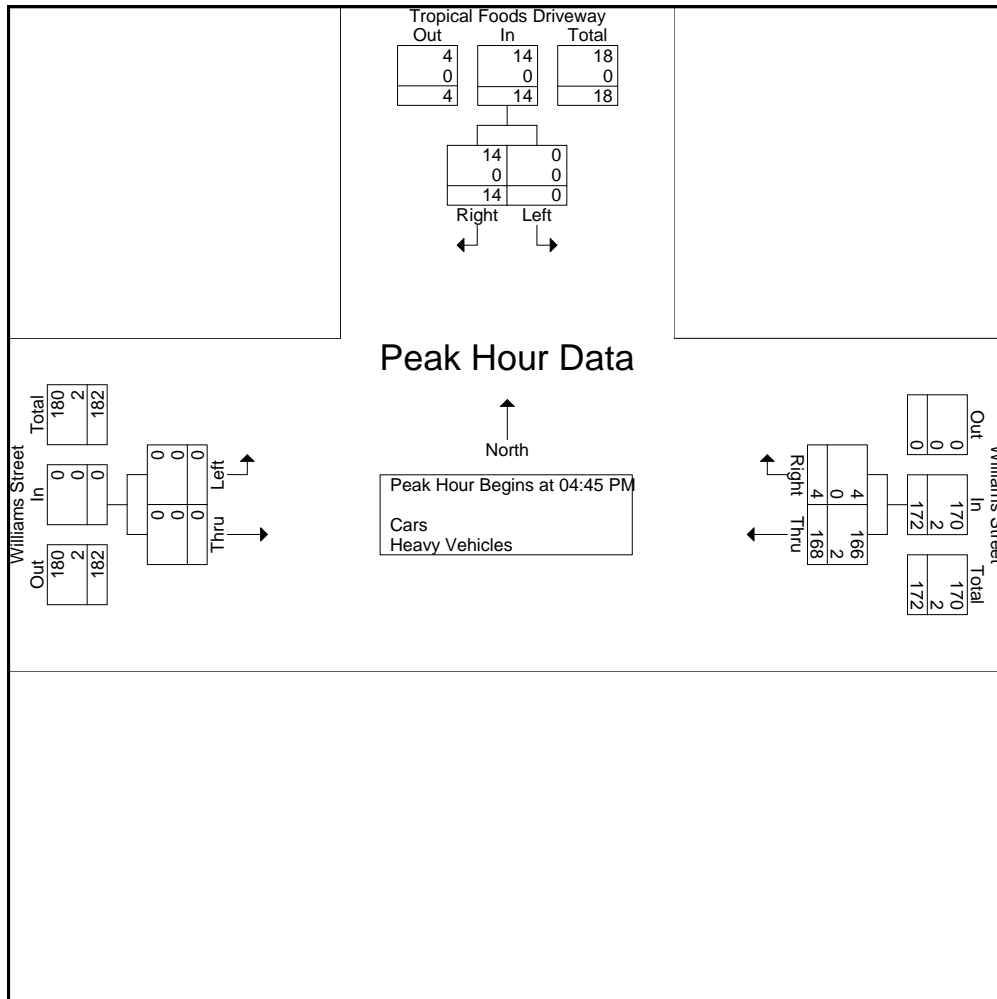 Tropical Foods Driveway
Out In Total
4 14 18
0 0 0
4 14 18
14 0
0 0
14 0
Right Left
Peak Hour Data
North
Peak Hour Begins at 04:45 PM
Cars
Heavy Vehicles
Williams Street
Out In Total
180 0 180
2 0 2
182 0 182
Left Thru
0 0
0 0
0 0
Williams Street
Out In Total
0 170 170
0 2 2
0 172 172
Right Thru
4 166
0 2
4 168